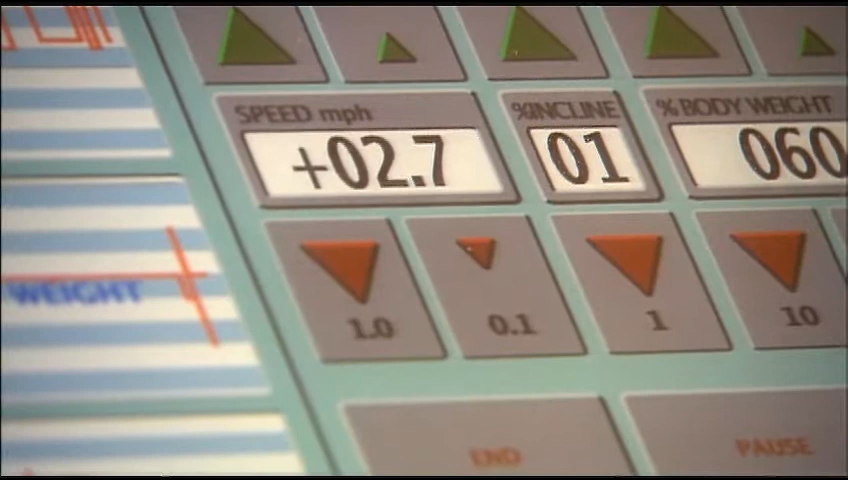 SPEED mph %INCLINE % BODY WEIGHT
+02.7 01 060
WEIGHT
1.0 0.1 1 10
END PAUSE